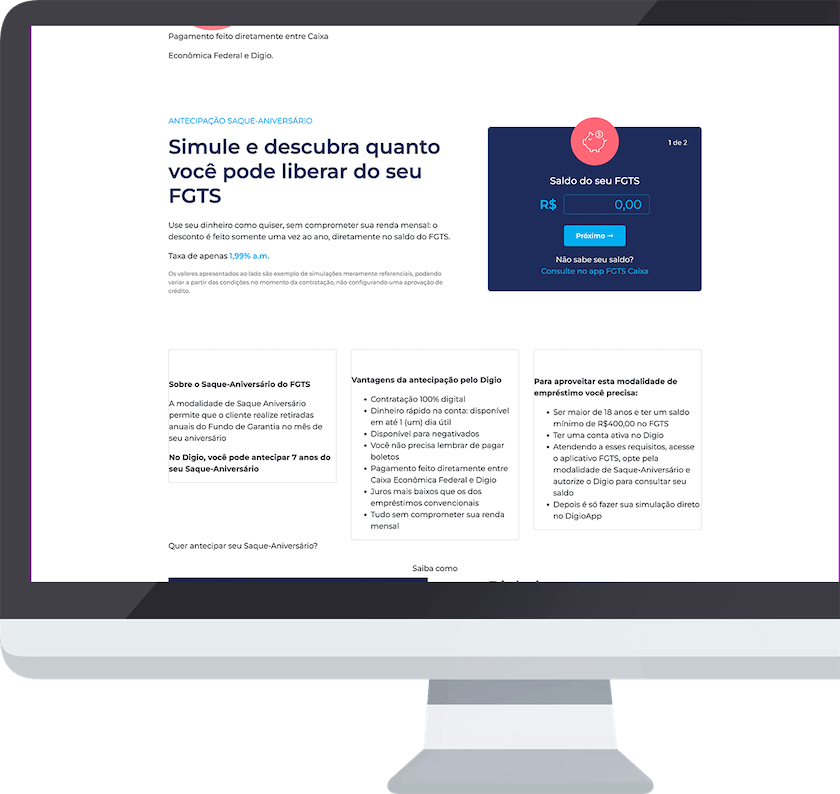 Pagamento feito diretamente entre Caixa
Econômica Federal e Digio.
ANTECIPAÇÃO SAQUE-ANIVERSÁRIO
Simule e descubra quanto
você pode liberar do seu
FGTS
Use seu dinheiro como quiser, sem comprometer sua renda mensal: o
desconto é feito somente uma vez ao ano, diretamente no saldo do FGTS.
Taxa de apenas 1,99% a.m.
Os valores apresentados ao lado são exemplo de simulações meramente referenciais, podendo
variar a partir das condições no momento da contratação, não configurando uma aprovação de
crédito.
1 de 2
Saldo do seu FGTS
R$ 0,00
Próximo →
Não sabe seu saldo?
Consulte no app FGTS Caixa
Sobre o Saque-Aniversário do FGTS
A modalidade de Saque Aniversário
permite que o cliente realize retiradas
anuais do Fundo de Garantia no mês de
seu aniversário
No Digio, você pode antecipar 7 anos do
seu Saque-Aniversário
Vantagens da antecipação pelo Digio
• Contratação 100% digital
• Dinheiro rápido na conta: disponível
em até 1 (um) dia útil
• Disponível para negativados
• Você não precisa lembrar de pagar
boletos
• Pagamento feito diretamente entre
Caixa Econômica Federal e Digio
• Juros mais baixos que os dos
empréstimos convencionais
• Tudo sem comprometer sua renda
mensal
Para aproveitar esta modalidade de
empréstimo você precisa:
• Ser maior de 18 anos e ter um saldo
mínimo de R$400,00 no FGTS
• Ter uma conta ativa no Digio
• Atendendo a esses requisitos, acesse
o aplicativo FGTS, opte pela
modalidade de Saque-Aniversário e
autorize o Digio para consultar seu
saldo
• Depois é só fazer sua simulação direto
no DigioApp
Quer antecipar seu Saque-Aniversário?
Saiba como